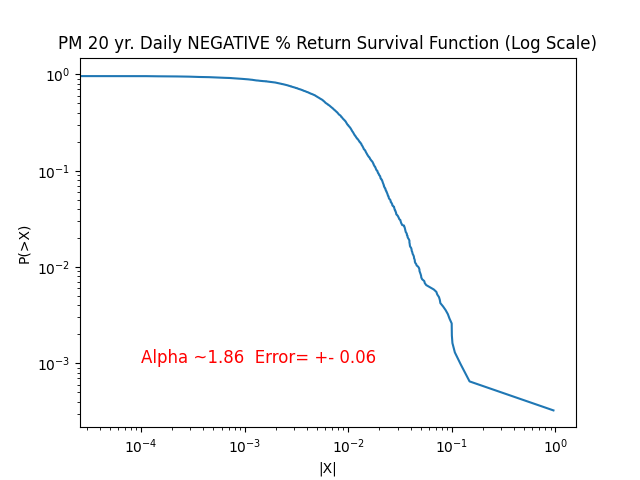 PM 20 yr. Daily NEGATIVE % Return Survival Function (Log Scale)
10⁰
10⁻¹
10⁻²
10⁻³
P(>X)
Alpha ~1.86  Error= +- 0.06
10⁻⁴ 10⁻³ 10⁻² 10⁻¹ 10⁰
|X|